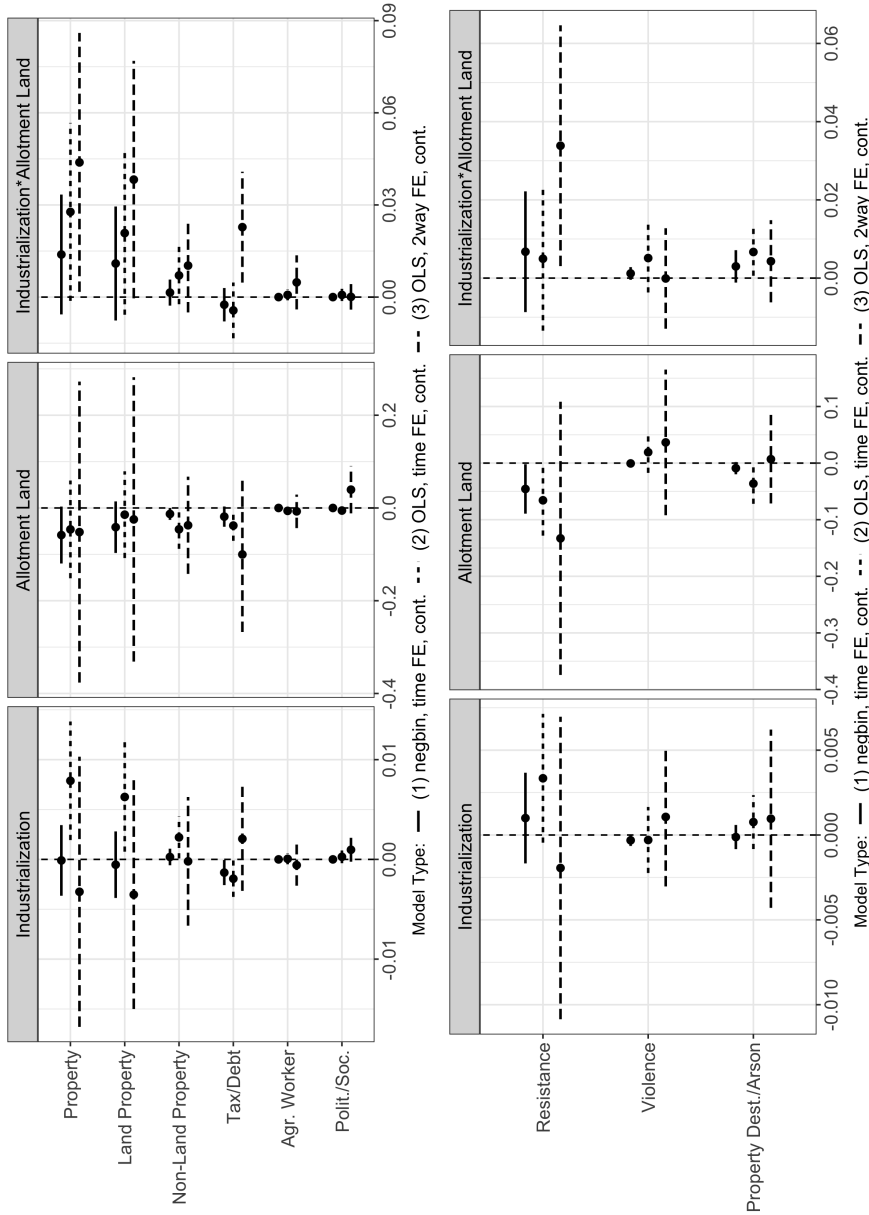 Industrialization
Allotment Land
Industrialization*Allotment Land
Property
Land Property
Non-Land Property
Tax/Debt
Agr. Worker
Polit./Soc.
-0.01 0.00 0.01
-0.4 -0.2 0.0 0.2
0.00 0.03 0.06 0.09
Model Type: (1) negbin, time FE, cont. (2) OLS, time FE, cont. (3) OLS, 2way FE, cont.
Industrialization
Allotment Land
Industrialization*Allotment Land
Resistance
Violence
Property Dest./Arson
-0.010 -0.005 0.000 0.005
-0.4 -0.3 -0.2 -0.1 0.0 0.1
0.00 0.02 0.04 0.06
Model Type: (1) negbin, time FE, cont. (2) OLS, time FE, cont. (3) OLS, 2way FE, cont.